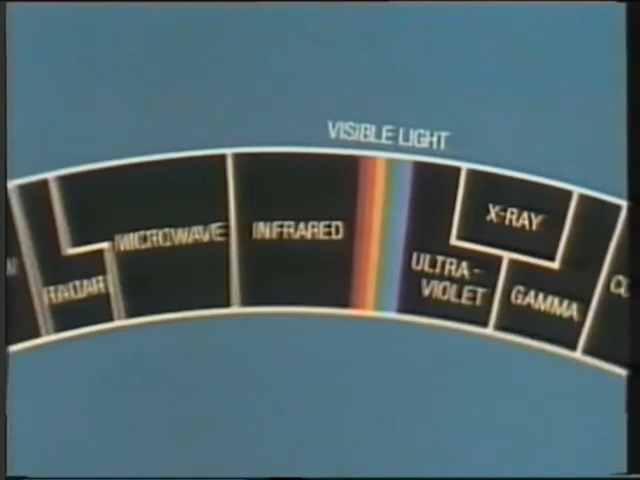 VISIBLE LIGHT
MICROWAVE
INFRARED
X-RAY
ULTRA-
VIOLET
RADAR
GAMMA